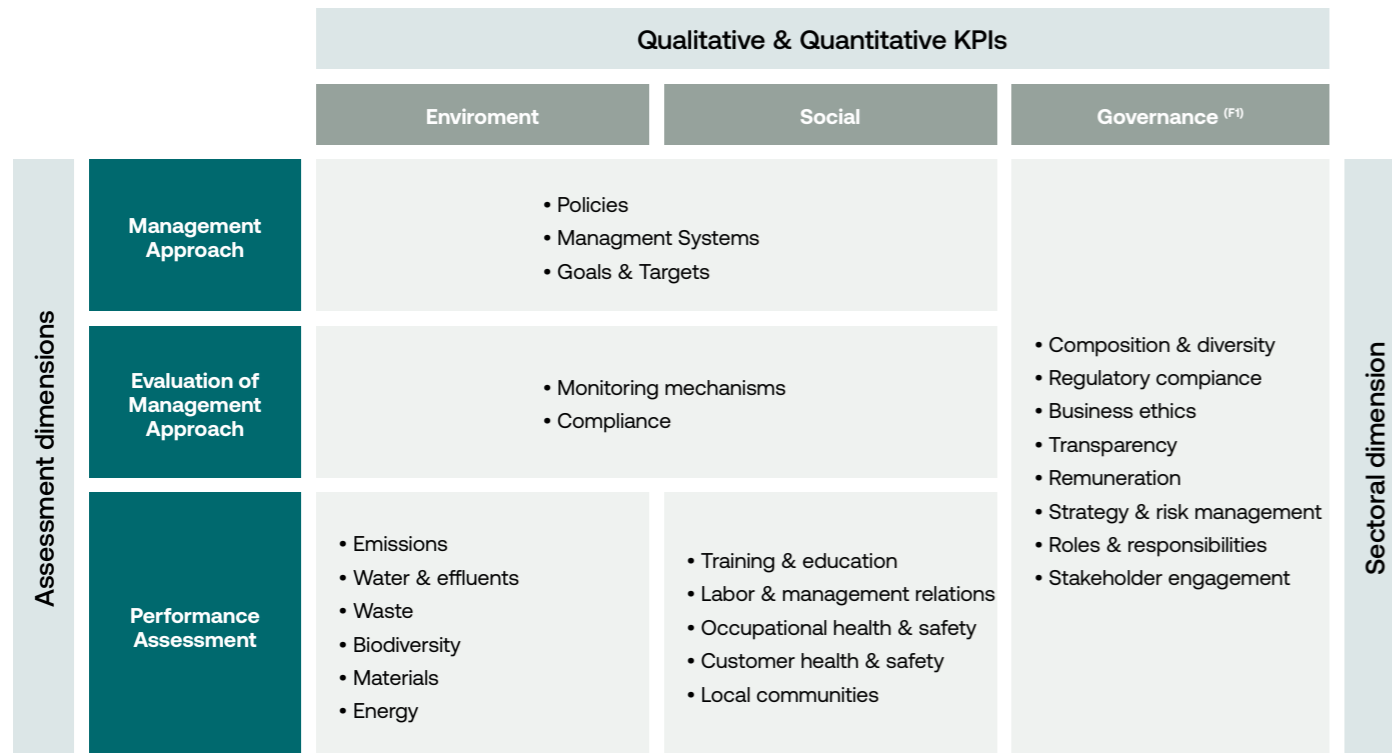 Qualitative & Quantitative KPIs
Enviroment
Social
Governance (F1)
Assessment dimensions
Management
Approach
• Policies
• Managment Systems
• Goals & Targets
Evaluation of
Management
Approach
• Monitoring mechanisms
• Compliance
Performance
Assessment
• Emissions
• Water & effluents
• Waste
• Biodiversity
• Materials
• Energy
• Training & education
• Labor & management relations
• Occupational health & safety
• Customer health & safety
• Local communities
• Composition & diversity
• Regulatory compiance
• Business ethics
• Transparency
• Remuneration
• Strategy & risk management
• Roles & responsibilities
• Stakeholder engagement
Sectoral dimension